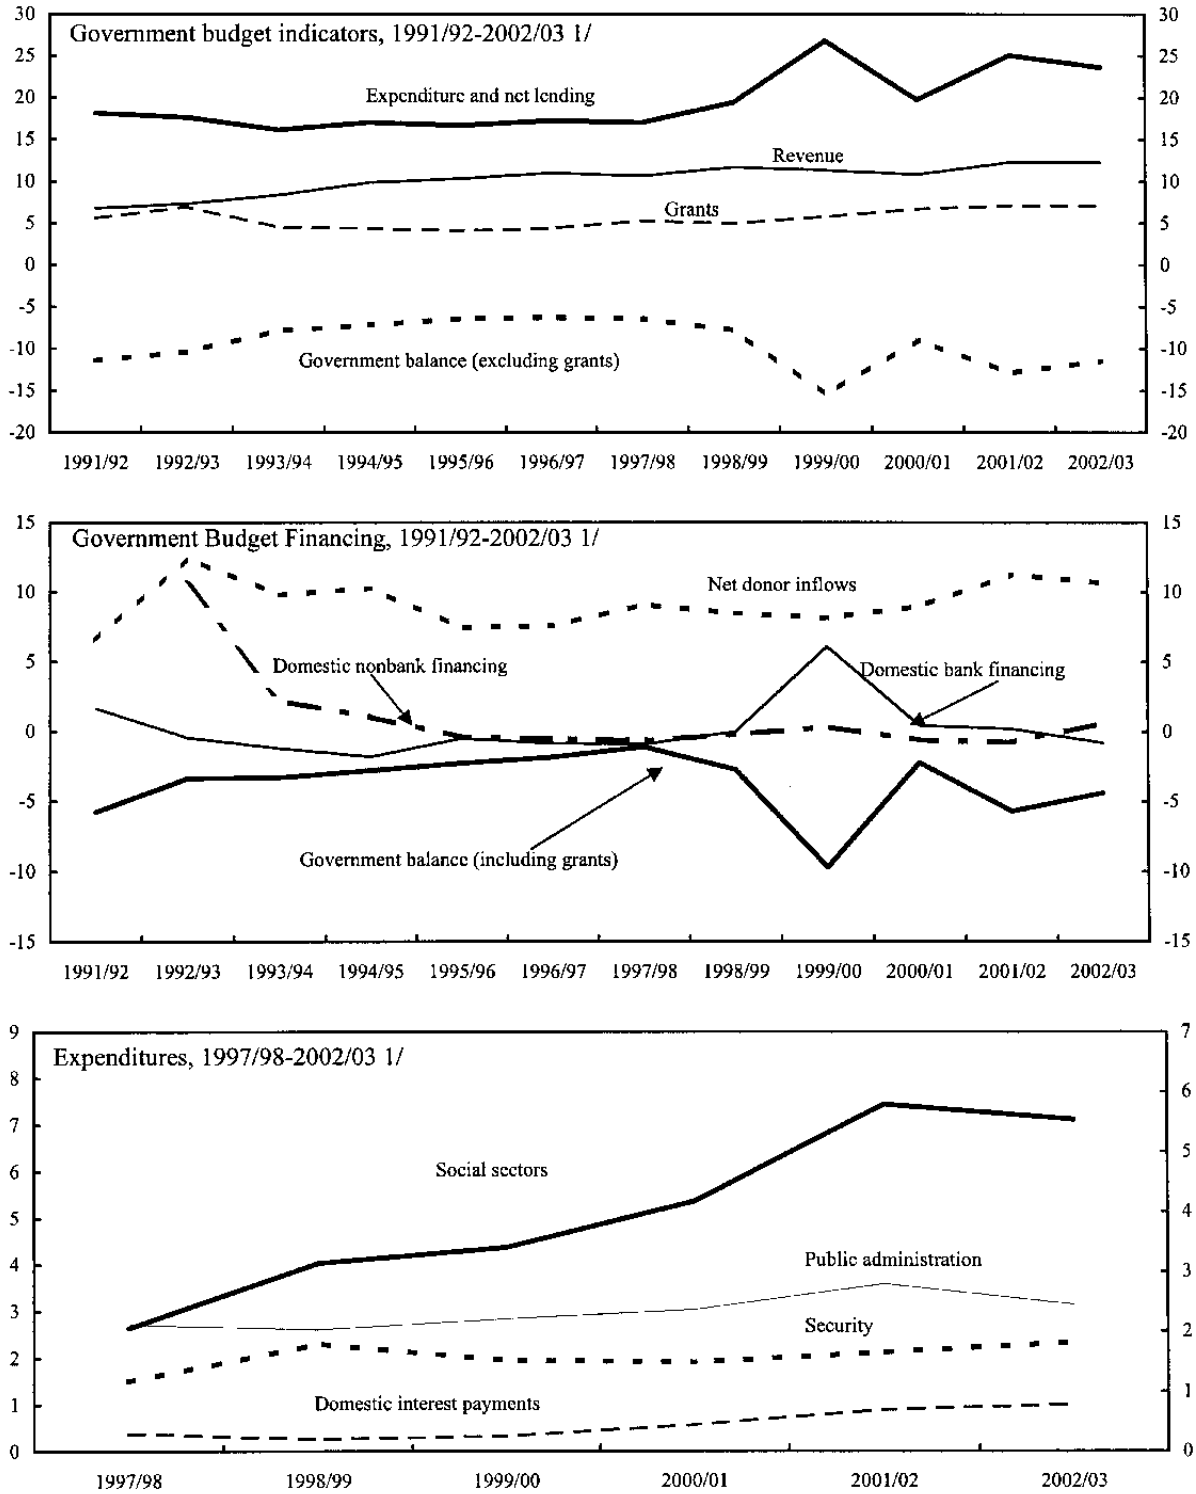 Government budget indicators, 1991/92-2002/03 1/
30 30
25 25
Expenditure and net lending
20 20
15 15
Revenue
10 10
Grants
5 5
0 0
-5 -5
-10 -10
Government balance (excluding grants)
-15 -15
-20 -20
1991/92 1992/93 1993/94 1994/95 1995/96 1996/97 1997/98 1998/99 1999/00 2000/01 2001/02 2002/03
15 15
Government Budget Financing, 1991/92-2002/03 1/
Net donor inflows
10 10
5 5
Domestic nonbank financing Domestic bank financing
0 0
-5 -5
Government balance (including grants)
-10 -10
-15 -15
1991/92 1992/93 1993/94 1994/95 1995/96 1996/97 1997/98 1998/99 1999/00 2000/01 2001/02 2002/03
9 7
Expenditures, 1997/98-2002/03 1/
8 6
7
5
6
Social sectors
5 4
4
Public administration
3
3
Security
2
2
Domestic interest payments
1 1
0 0
1997/98 1998/99 1999/00 2000/01 2001/02 2002/03